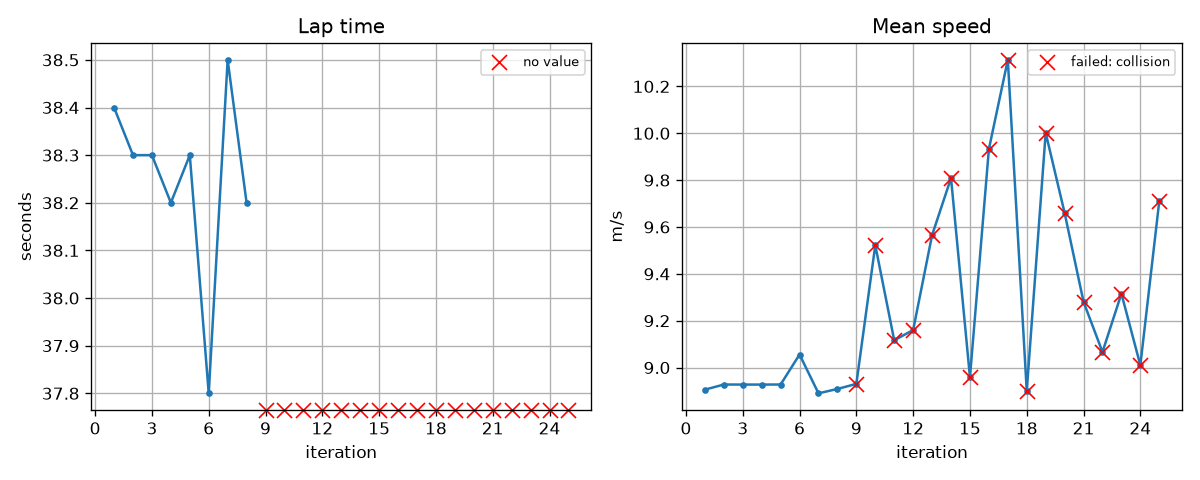 Lap time
seconds
38.5
38.4
38.3
38.2
38.1
38.0
37.9
37.8
no value
0 3 6 9 12 15 18 21 24
iteration
Mean speed
m/s
10.2
10.0
9.8
9.6
9.4
9.2
9.0
failed: collision
0 3 6 9 12 15 18 21 24
iteration